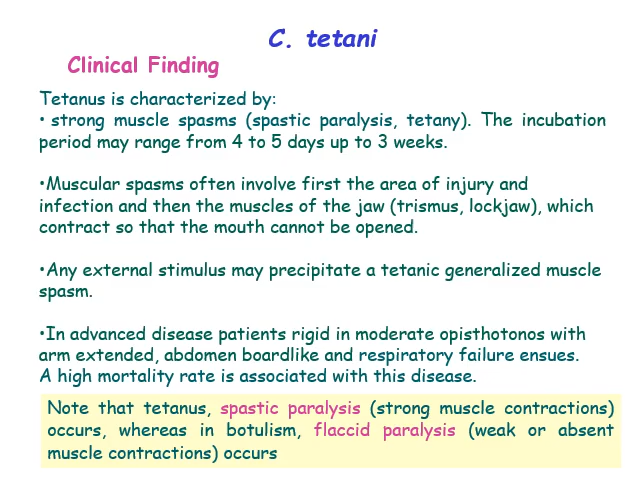 C. tetani
Clinical Finding
Tetanus is characterized by:
• strong muscle spasms (spastic paralysis, tetany). The incubation
period may range from 4 to 5 days up to 3 weeks.
•Muscular spasms often involve first the area of injury and
infection and then the muscles of the jaw (trismus, lockjaw), which
contract so that the mouth cannot be opened.
•Any external stimulus may precipitate a tetanic generalized muscle
spasm.
•In advanced disease patients rigid in moderate opisthotonos with
arm extended, abdomen boardlike and respiratory failure ensues.
A high mortality rate is associated with this disease.
Note that tetanus, spastic paralysis (strong muscle contractions)
occurs, whereas in botulism, flaccid paralysis (weak or absent
muscle contractions) occurs